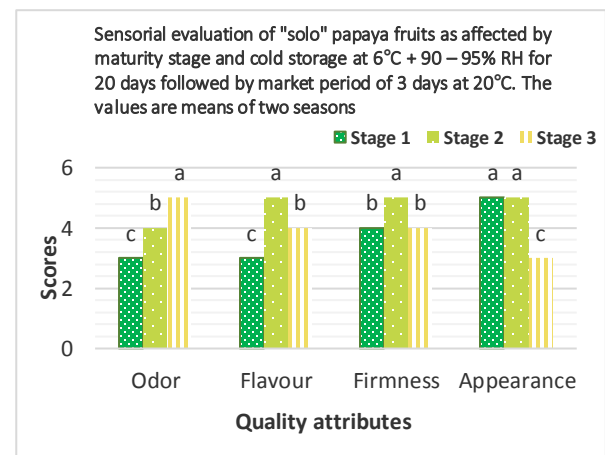 Sensorial evaluation of "solo" papaya fruits as affected by
maturity stage and cold storage at 6°C + 90 – 95% RH for
20 days followed by market period of 3 days at 20°C. The
values are means of two seasons
Stage 1 Stage 2 Stage 3
6
a a a a a
b b b b
c c c
4
2
0
Scores
Odor Flavour Firmness Appearance
Quality attributes